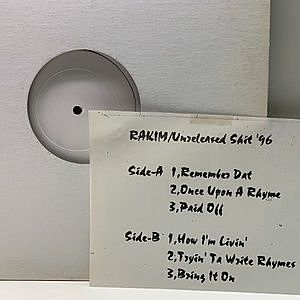 RAKIM/Unreleased Shit '96
Side-A 1,Remember Dat
2,Once Upon A Rhyme
3,Paid Off
Side-B 1,How I'm Livin'
2,Tryin' Ta Write Rhymes
3,Bring It On